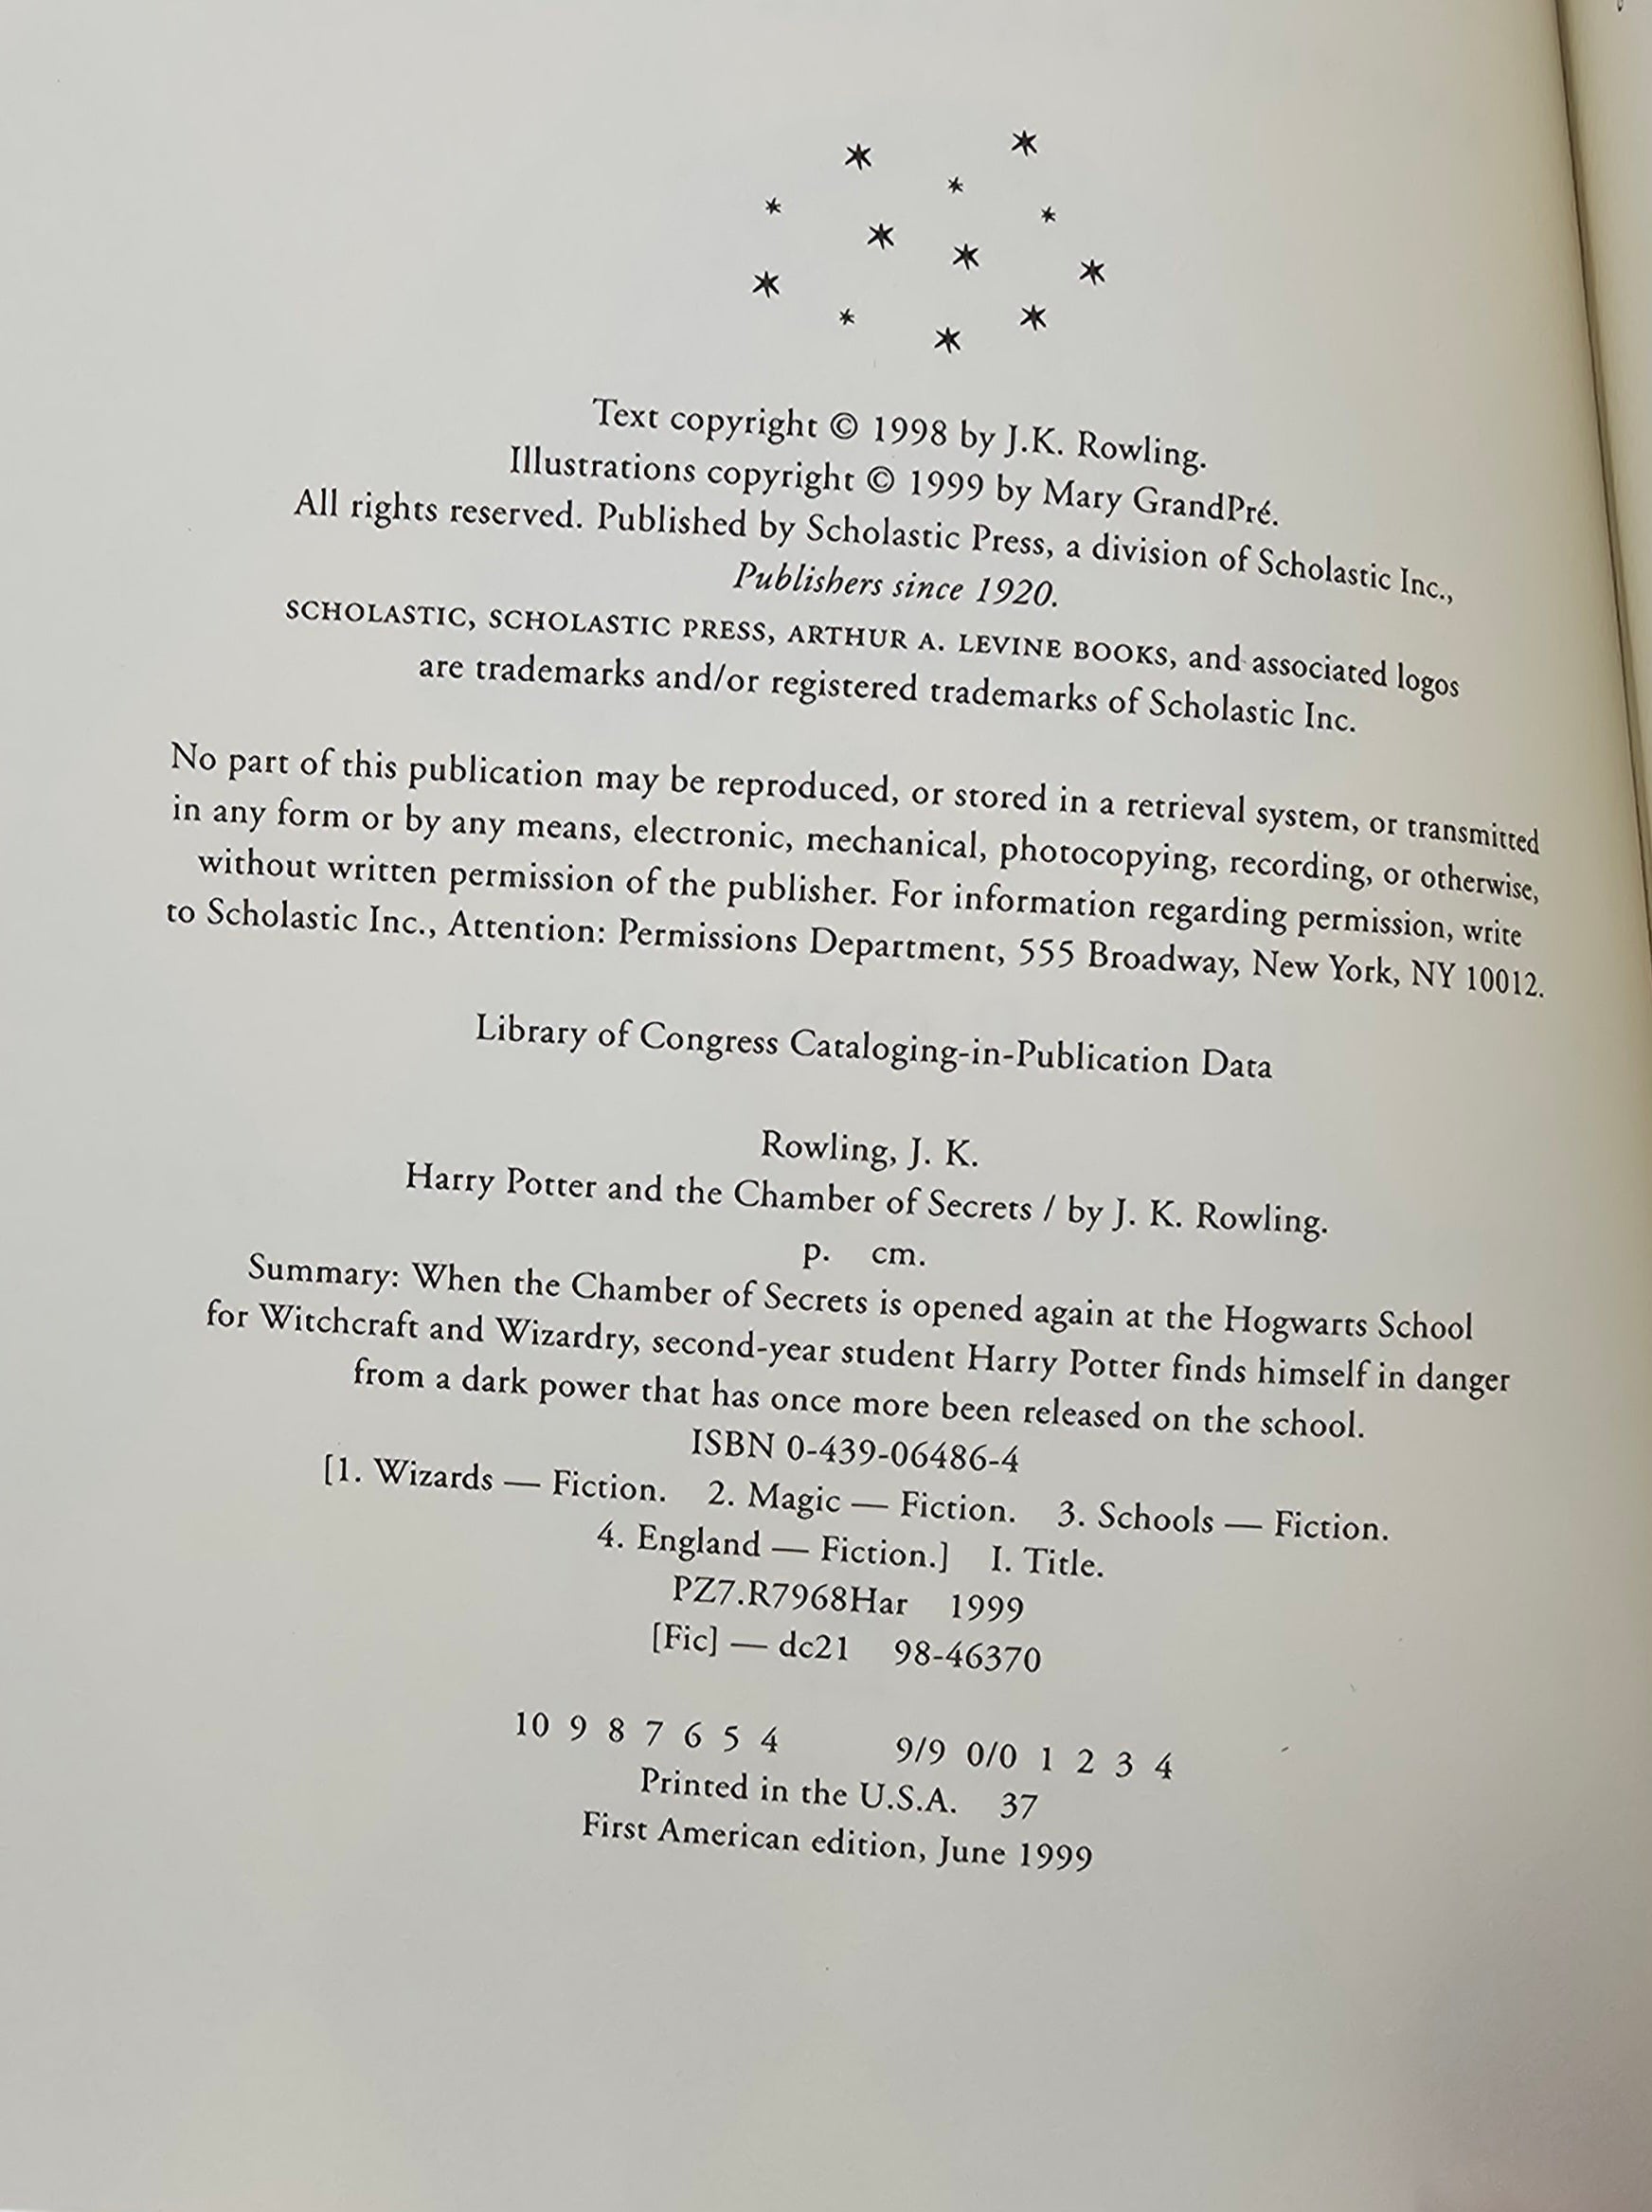 Text copyright © 1998 by J.K. Rowling.
Illustrations copyright © 1999 by Mary GrandPré.
All rights reserved. Published by Scholastic Press, a division of Scholastic Inc.,
Publishers since 1920.
SCHOLASTIC, SCHOLASTIC PRESS, ARTHUR A. LEVINE BOOKS, and associated logos
are trademarks and/or registered trademarks of Scholastic Inc.
No part of this publication may be reproduced, or stored in a retrieval system, or transmitted
in any form or by any means, electronic, mechanical, photocopying, recording, or otherwise,
without written permission of the publisher. For information regarding permission, write
to Scholastic Inc., Attention: Permissions Department, 555 Broadway, New York, NY 10012.
Library of Congress Cataloging-in-Publication Data
Rowling, J. K.
Harry Potter and the Chamber of Secrets / by J. K. Rowling.
p. cm.
Summary: When the Chamber of Secrets is opened again at the Hogwarts School
for Witchcraft and Wizardry, second-year student Harry Potter finds himself in danger
from a dark power that has once more been released on the school.
ISBN 0-439-06486-4
[1. Wizards — Fiction. 2. Magic — Fiction. 3. Schools — Fiction.
4. England — Fiction.] I. Title.
PZ7.R7968Har 1999
[Fic] — dc21 98-46370
10 9 8 7 6 5 4 9/9 0/0 1 2 3 4
Printed in the U.S.A. 37
First American edition, June 1999